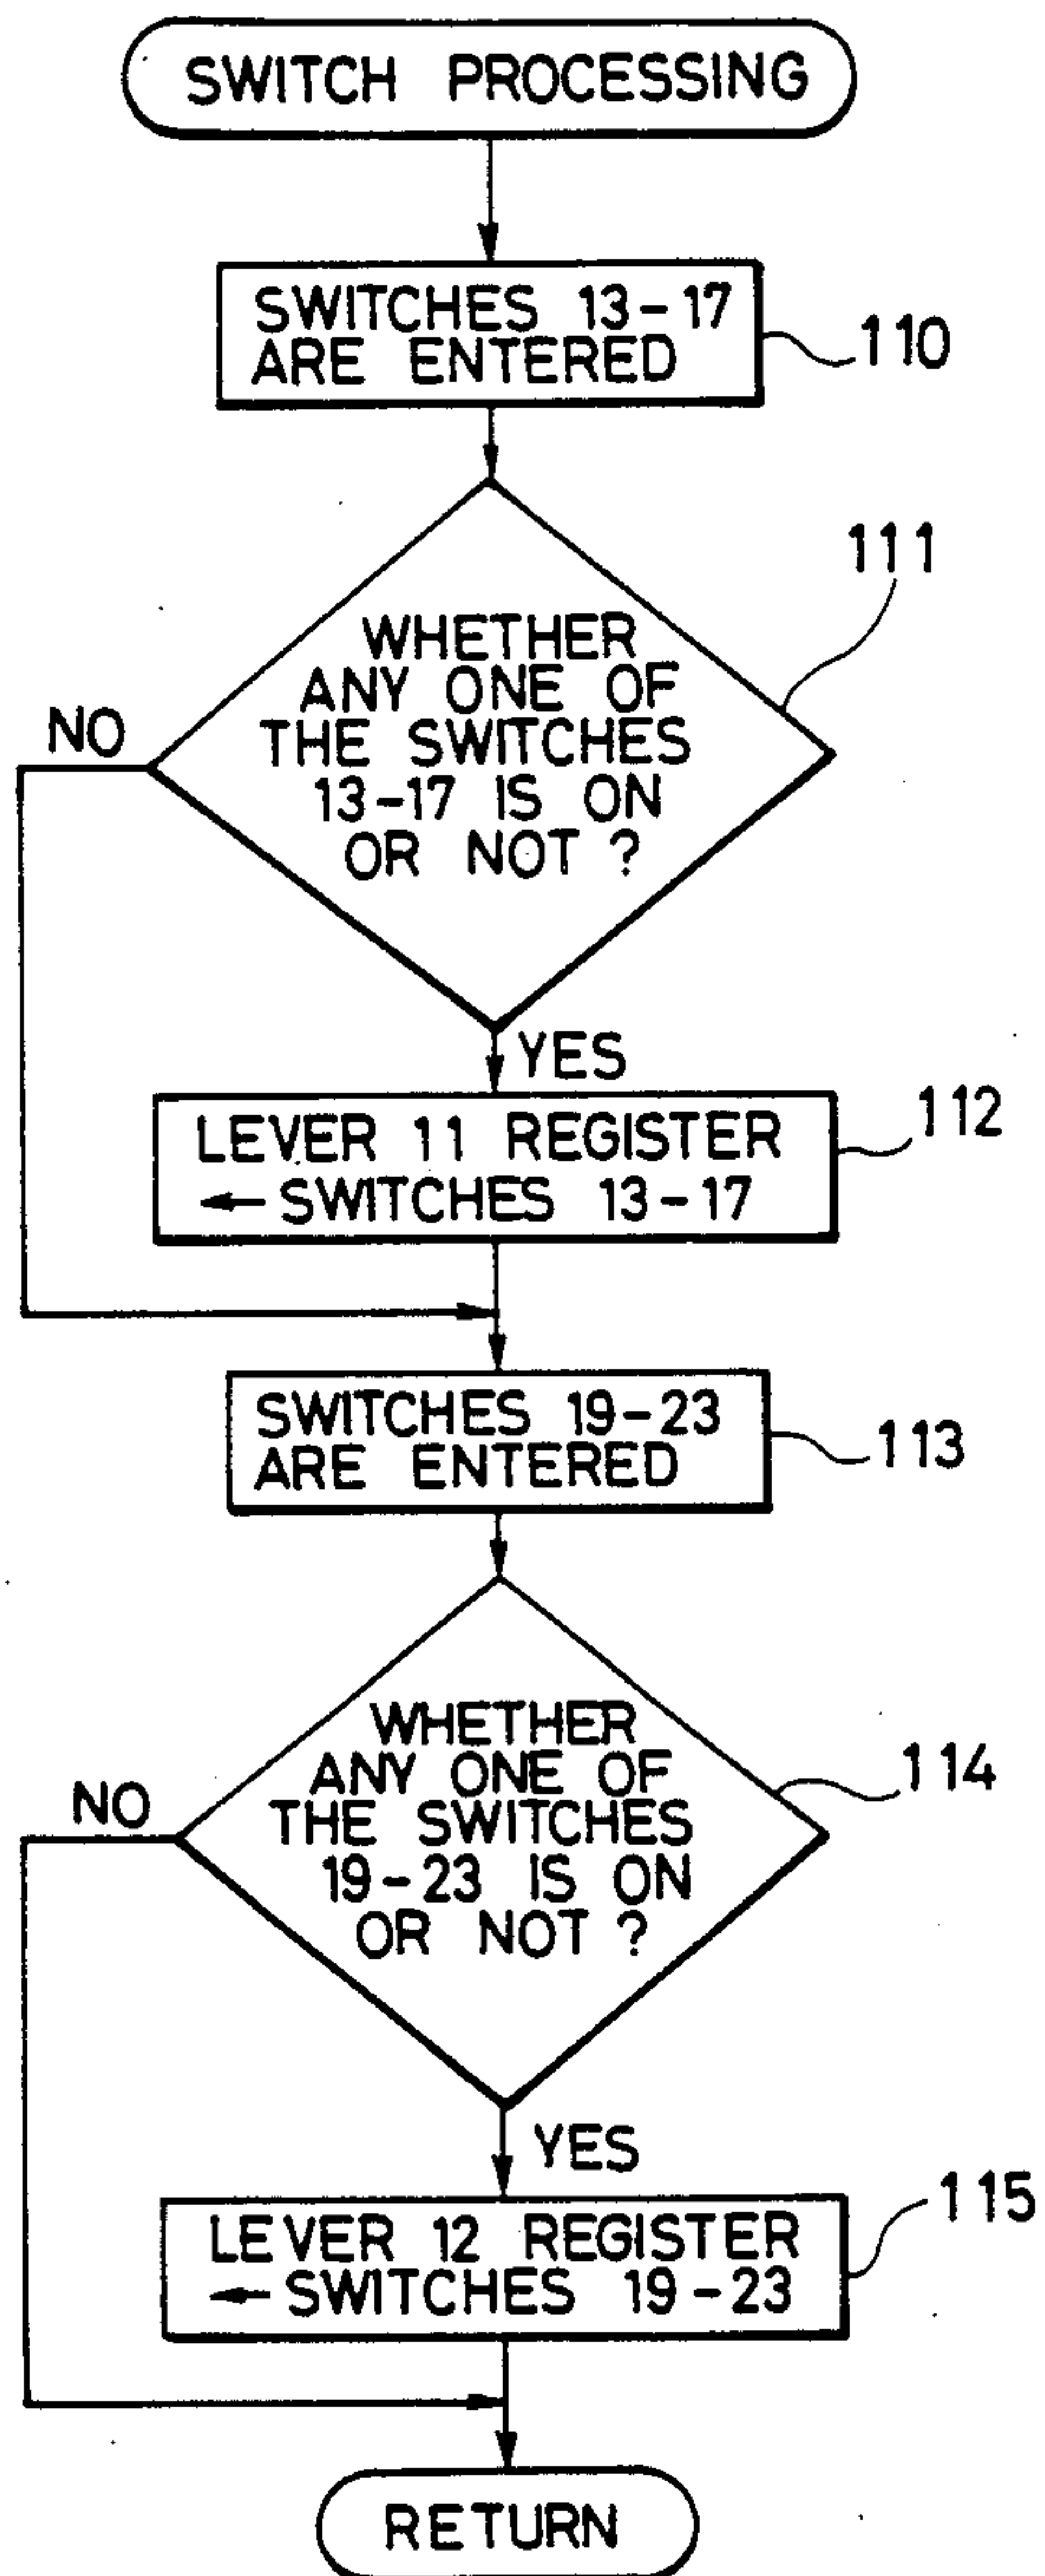 SWITCH PROCESSING
SWITCHES 13-17
ARE ENTERED
110
111
WHETHER
ANY ONE OF
THE SWITCHES
13-17 IS ON
OR NOT ?
NO
YES
LEVER 11 REGISTER
← SWITCHES 13-17
112
SWITCHES 19-23
ARE ENTERED
113
WHETHER
ANY ONE OF
THE SWITCHES
19-23 IS ON
OR NOT ?
114
NO
YES
LEVER 12 REGISTER
← SWITCHES 19-23
115
RETURN